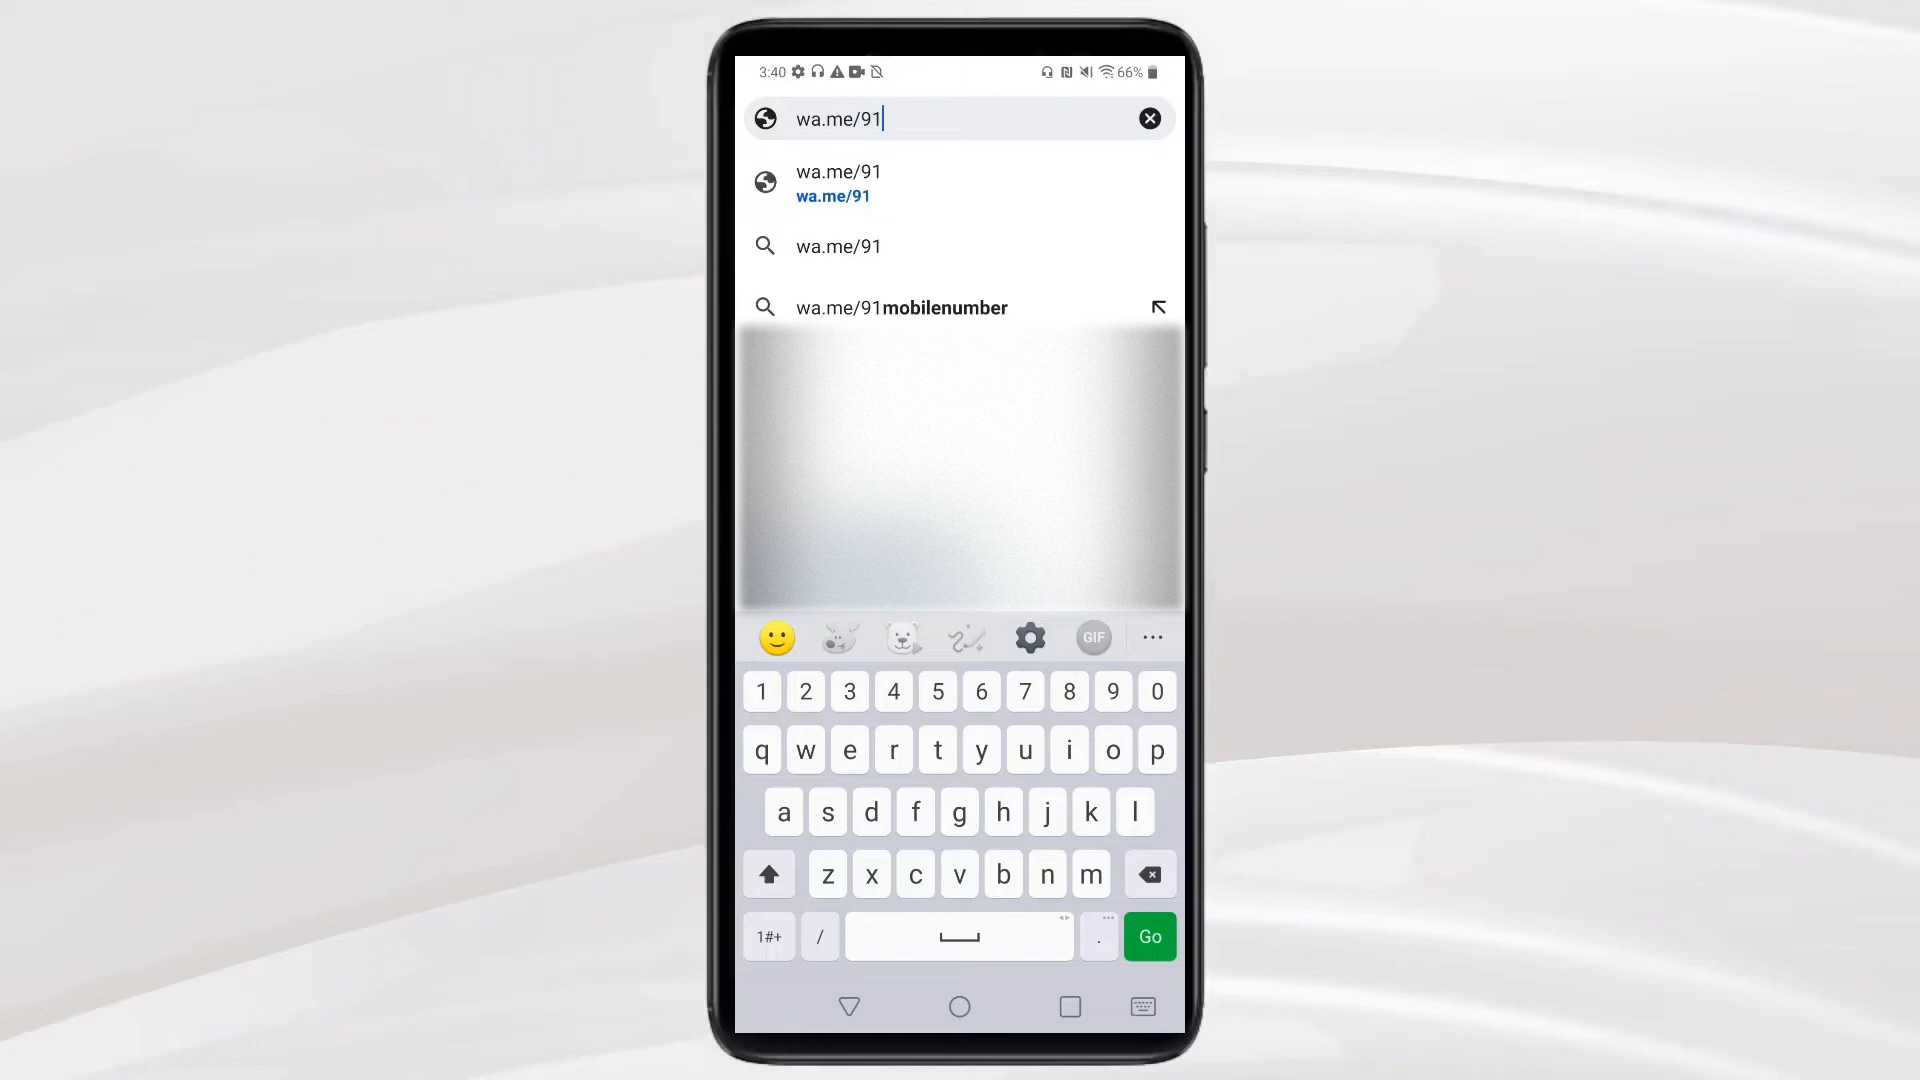 3:40
66%
wa.me/91
wa.me/91
wa.me/91
wa.me/91
wa.me/91mobilenumber
GIF
1 2 3 4 5 6 7 8 9 0
q w e r t y u i o p
a s d f g h j k l
z x c v b n m
1#+ / . Go